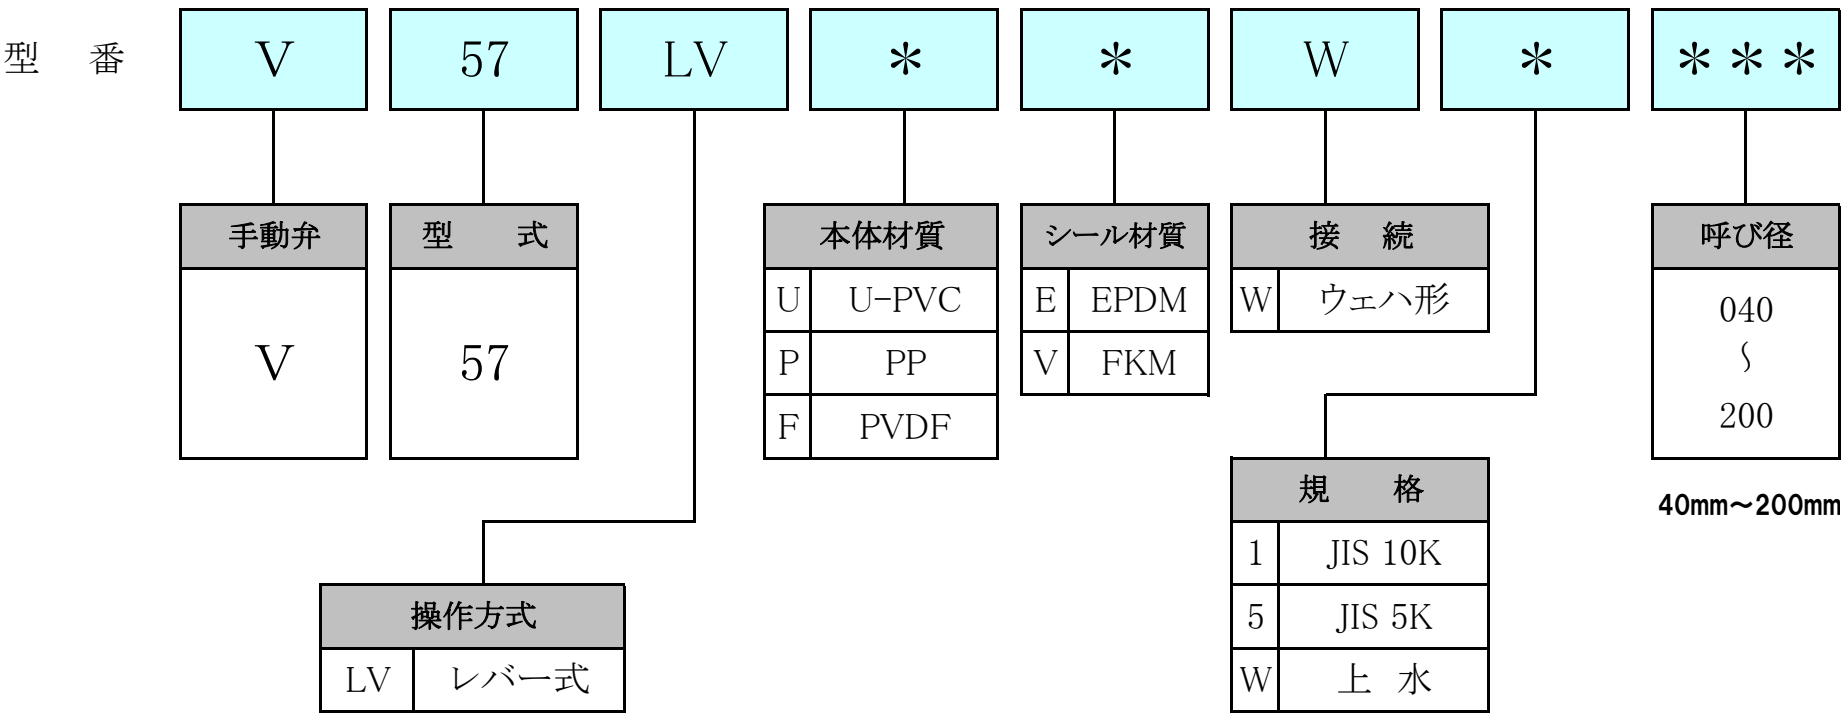 型　番 V 57 LV * * W * ***
手動弁 型　式 本体材質 シール材質 接　続 呼び径
V 57
U U-PVC
P PP
F PVDF
E EPDM
V FKM
W ウェハ形
040
～
200
40mm～200mm
規　格
1 JIS 10K
5 JIS 5K
W 上 水
操作方式
LV レバー式